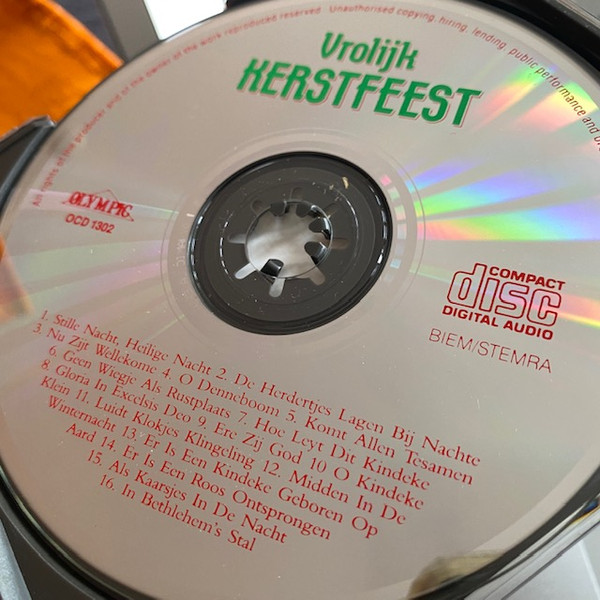 All rights of the producer, and of the owner of the work reproduced reserved. Unauthorised copying, hiring, lending, public performance and bro
Vrolijk
KERSTFEEST
OLYMPIC
OCD 1302
COMPACT
disc
DIGITAL AUDIO
BIEM/STEMRA
1. Stille Nacht, Heilige Nacht 2. De Herdertjes Lagen Bij Nachte
3. Nu Zijt Wellekome 4. O Denneboom 5. Komt Allen Tesamen
6. Geen Wiegje Als Rustplaats 7. Hoe Leyt Dit Kindeke
8. Gloria In Excelsis Deo 9. Ere Zij God 10 O Kindeke
Klein 11. Luidt Klokjes Klingeling 12. Midden In De
Winternacht 13. Er Is Een Kindeke Geboren Op
Aard 14. Er Is Een Roos Ontsprongen
15. Als Kaarsjes In De Nacht
16. In Bethlehem's Stal